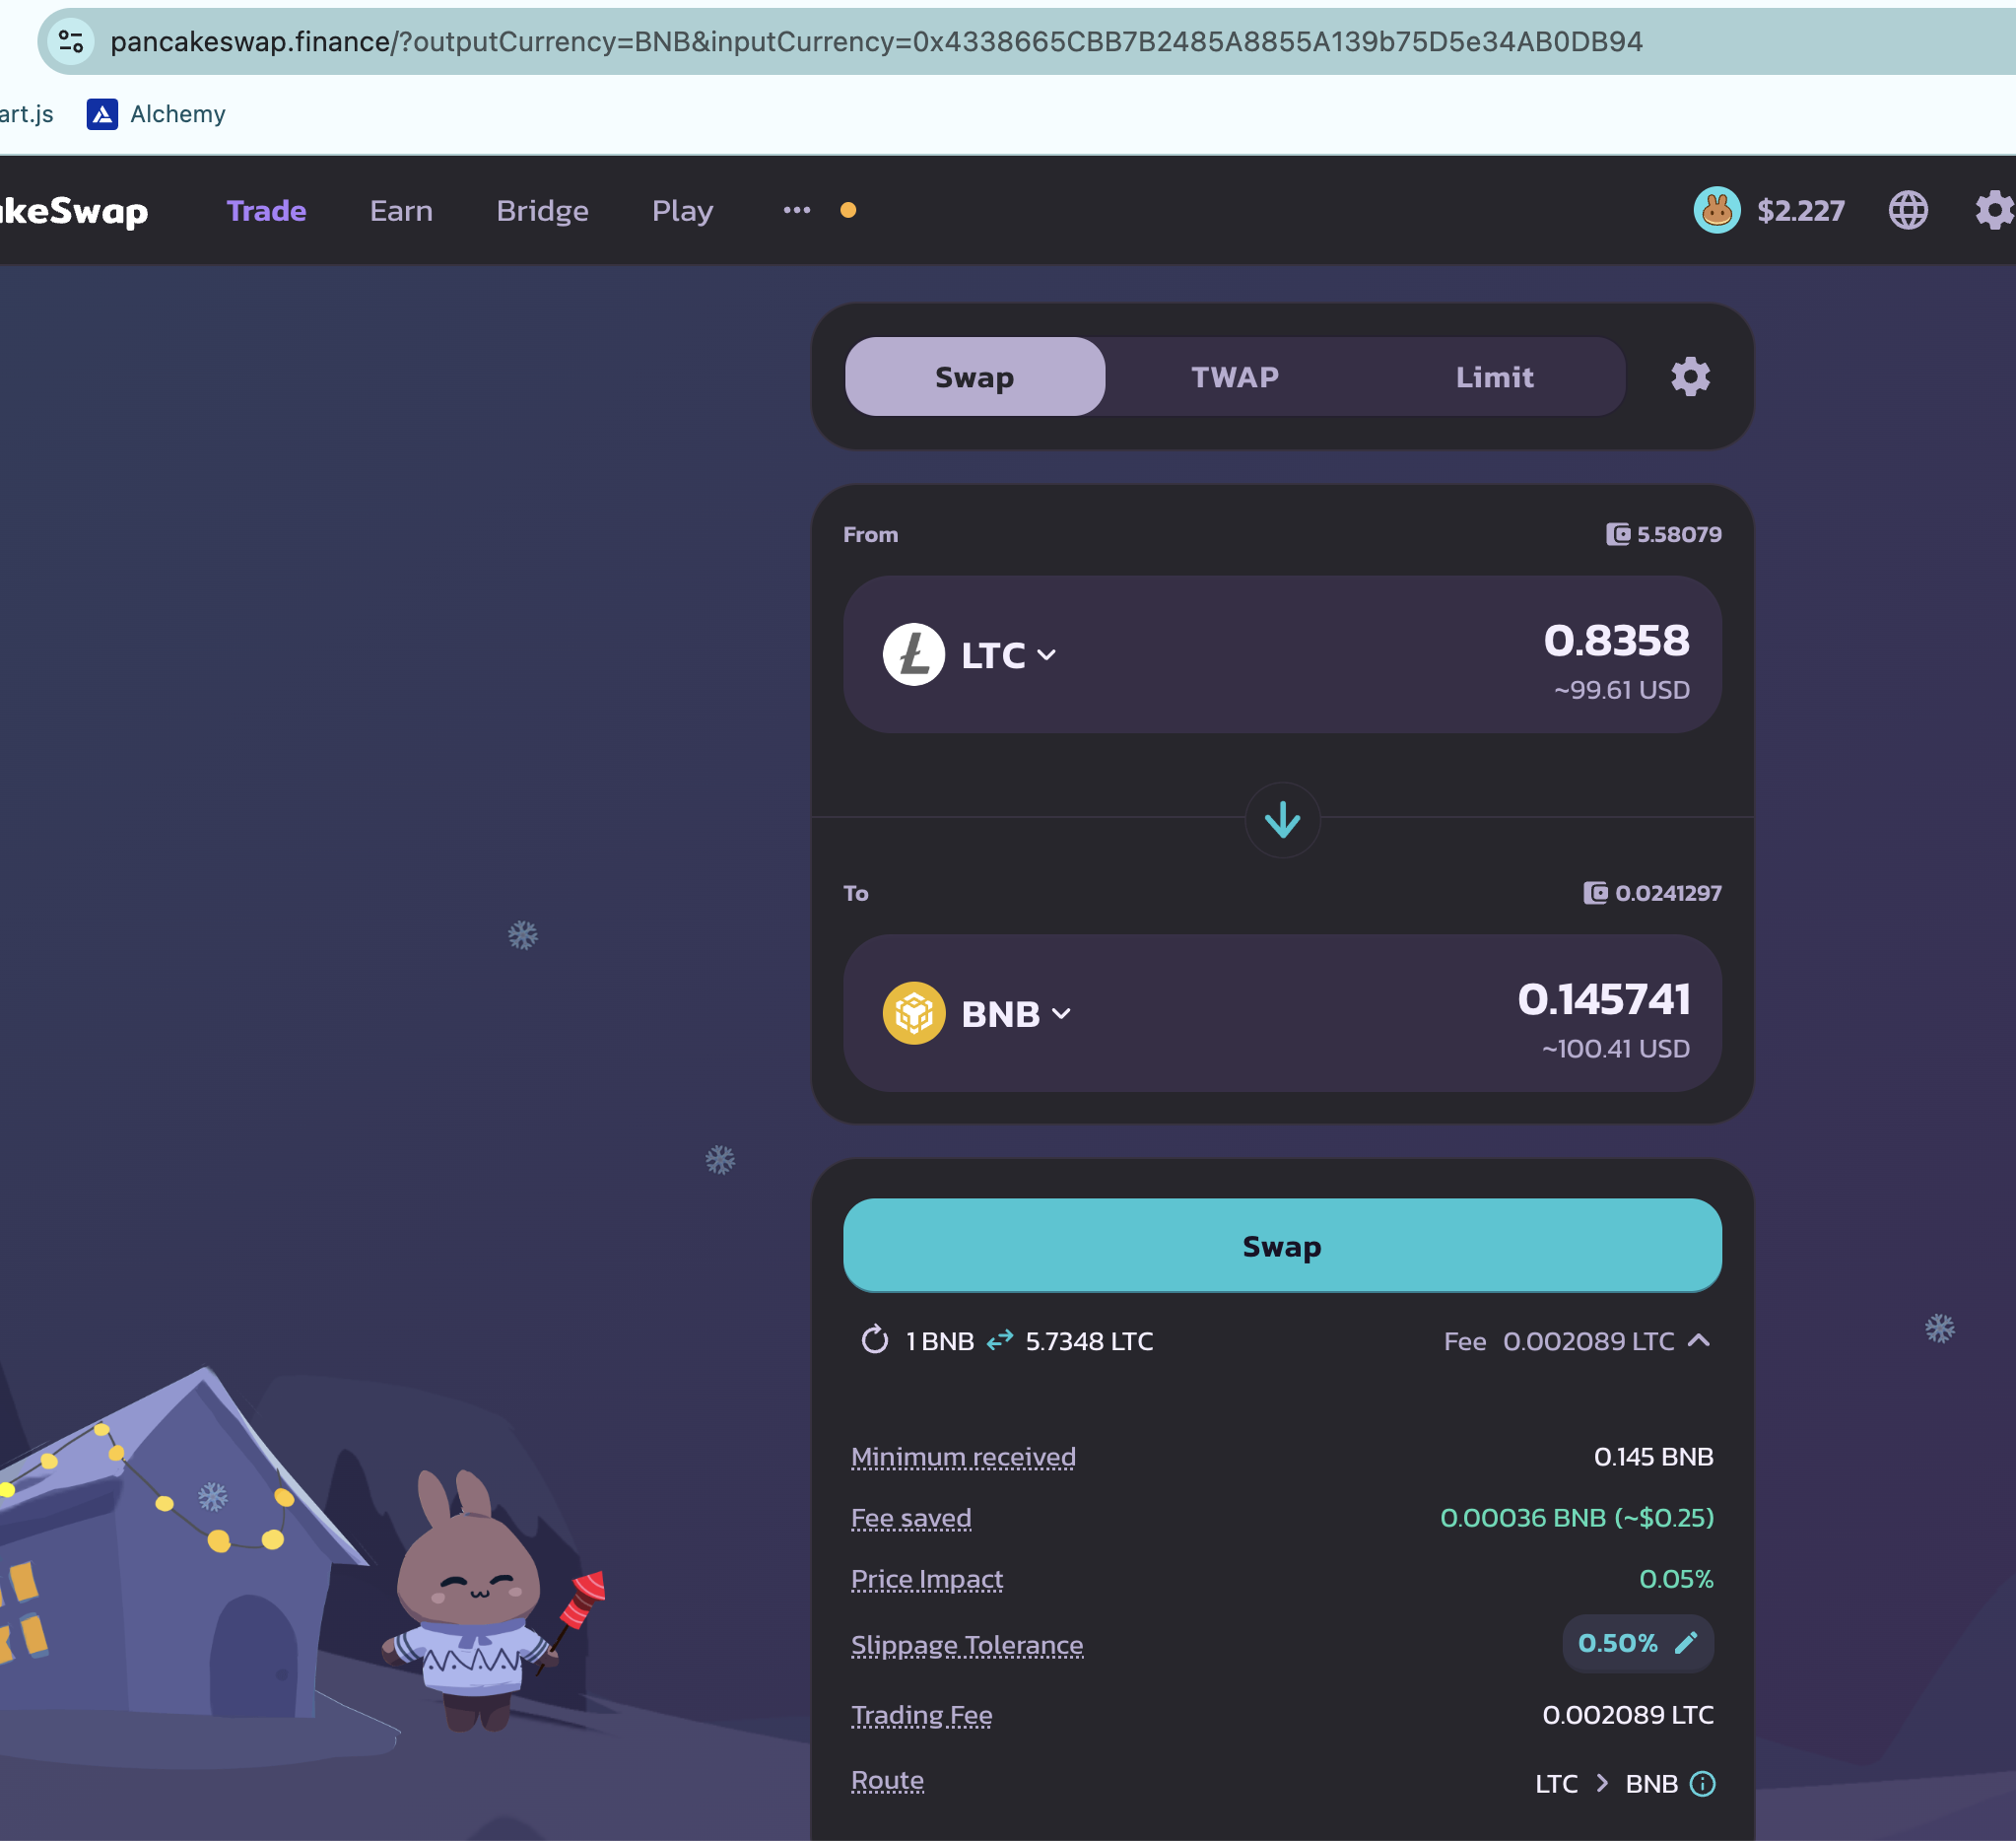 pancakeswap.finance/?outputCurrency=BNB&inputCurrency=0x4338665CBB7B2485A8855A139b75D5e34AB0DB94
art.js Alchemy
akeSwap Trade Earn Bridge Play ... $2.227
Swap TWAP Limit
From 5.58079
LTC 0.8358
~99.61 USD
To 0.0241297
BNB 0.145741
~100.41 USD
Swap
1 BNB ⇄ 5.7348 LTC Fee 0.002089 LTC
Minimum received 0.145 BNB
Fee saved 0.00036 BNB (~$0.25)
Price Impact 0.05%
Slippage Tolerance 0.50%
Trading Fee 0.002089 LTC
Route LTC > BNB